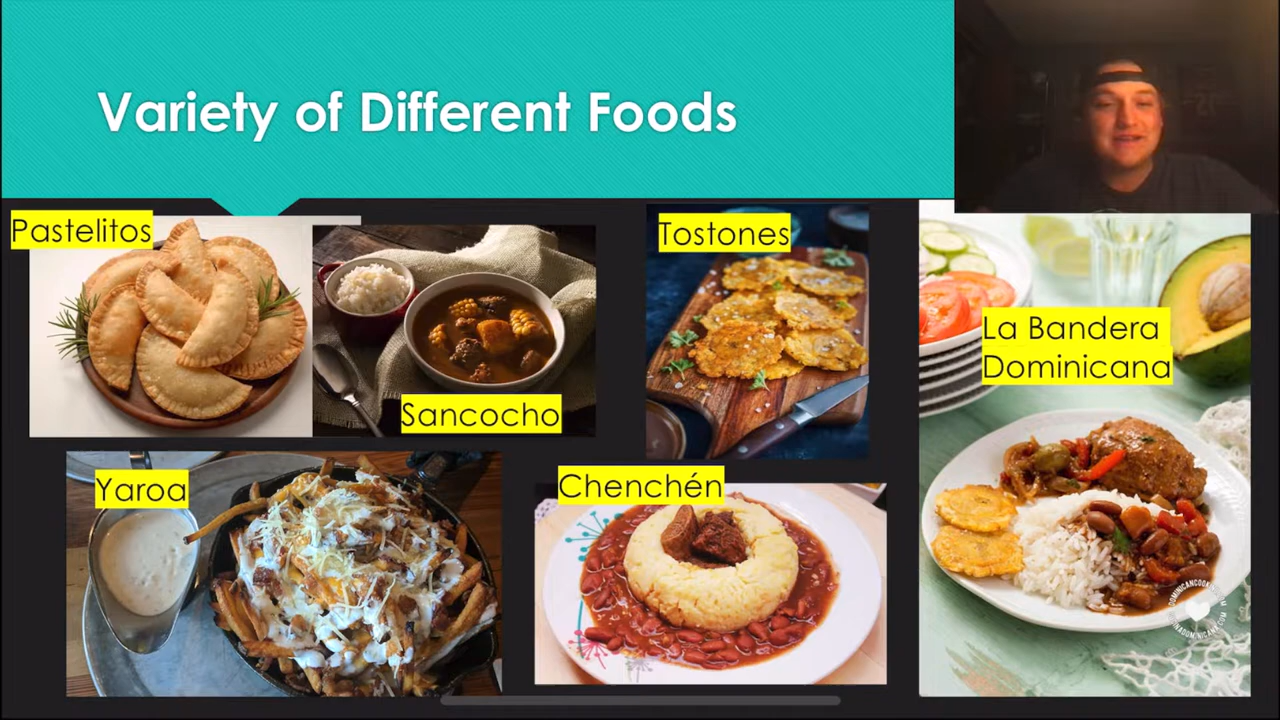 Variety of Different Foods
Pastelitos
Sancocho
Tostones
La Bandera
Dominicana
Yaroa
Chenchén